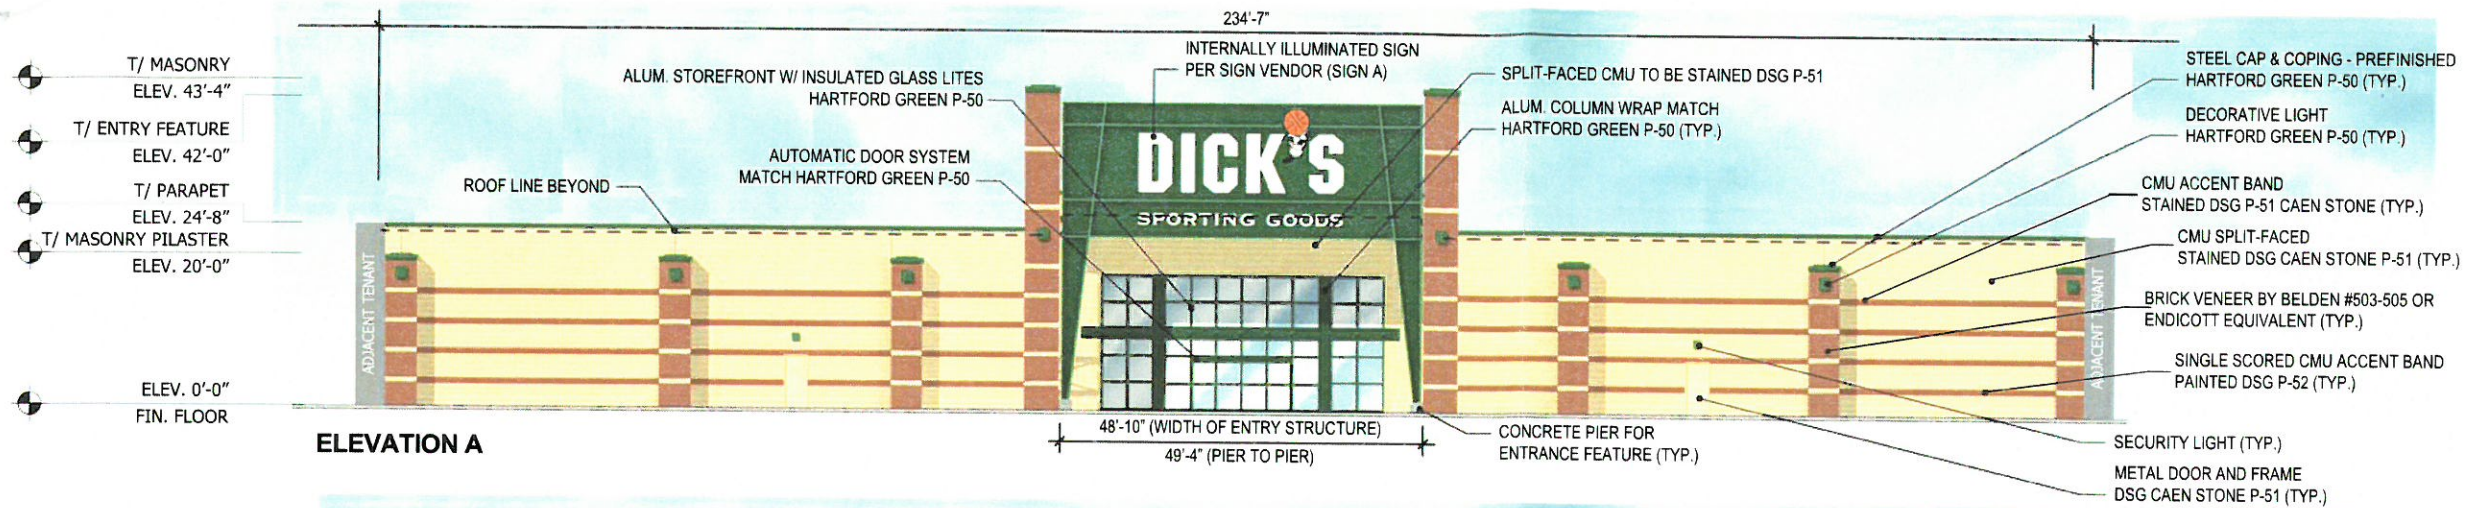 234'-7"
T/ MASONRY
ELEV. 43'-4"
T/ ENTRY FEATURE
ELEV. 42'-0"
T/ PARAPET
ELEV. 24'-8"
T/ MASONRY PILASTER
ELEV. 20'-0"
ELEV. 0'-0"
FIN. FLOOR
ALUM. STOREFRONT W/ INSULATED GLASS LITES
HARTFORD GREEN P-50
AUTOMATIC DOOR SYSTEM
MATCH HARTFORD GREEN P-50
ROOF LINE BEYOND
INTERNALLY ILLUMINATED SIGN
PER SIGN VENDOR (SIGN A)
SPLIT-FACED CMU TO BE STAINED DSG P-51
ALUM. COLUMN WRAP MATCH
HARTFORD GREEN P-50 (TYP.)
DICK'S
SPORTING GOODS
ADJACENT TENANT
ADJACENT TENANT
STEEL CAP & COPING - PREFINISHED
HARTFORD GREEN P-50 (TYP.)
DECORATIVE LIGHT
HARTFORD GREEN P-50 (TYP.)
CMU ACCENT BAND
STAINED DSG P-51 CAEN STONE (TYP.)
CMU SPLIT-FACED
STAINED DSG CAEN STONE P-51 (TYP.)
BRICK VENEER BY BELDEN #503-505 OR
ENDICOTT EQUIVALENT (TYP.)
SINGLE SCORED CMU ACCENT BAND
PAINTED DSG P-52 (TYP.)
SECURITY LIGHT (TYP.)
METAL DOOR AND FRAME
DSG CAEN STONE P-51 (TYP.)
CONCRETE PIER FOR
ENTRANCE FEATURE (TYP.)
48'-10" (WIDTH OF ENTRY STRUCTURE)
49'-4" (PIER TO PIER)
ELEVATION A